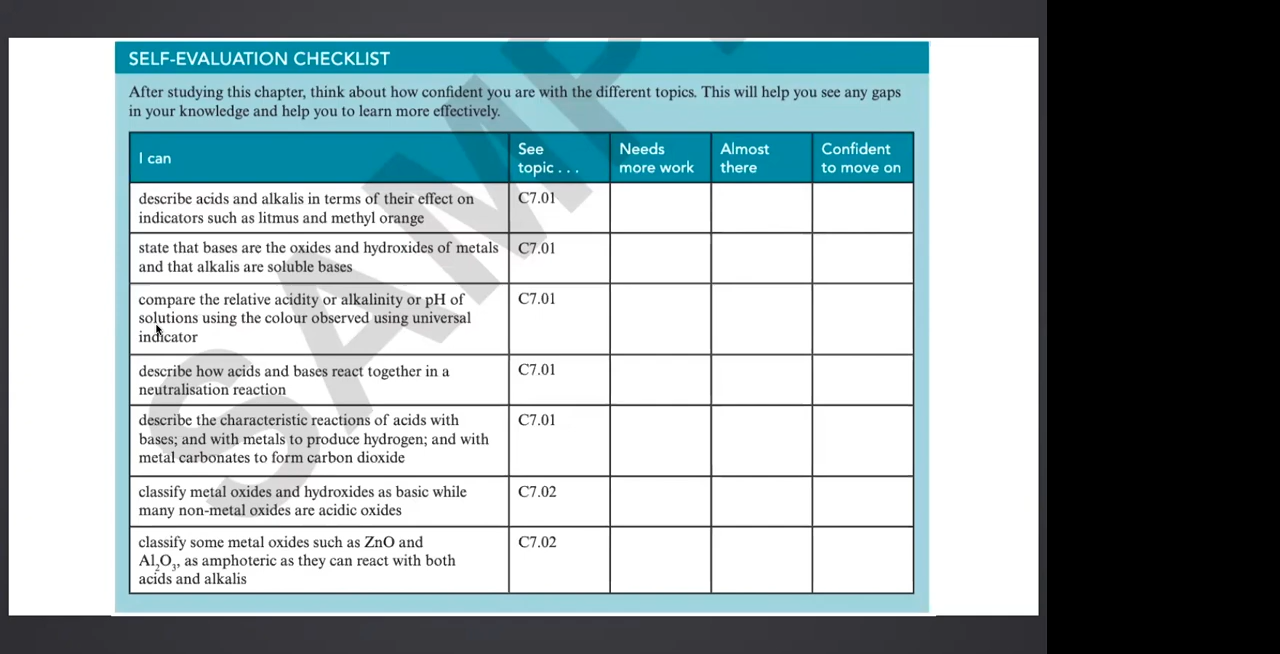 SELF-EVALUATION CHECKLIST
After studying this chapter, think about how confident you are with the different topics. This will help you see any gaps
in your knowledge and help you to learn more effectively.
I can
See
topic . . .
Needs
more work
Almost
there
Confident
to move on
describe acids and alkalis in terms of their effect on
indicators such as litmus and methyl orange
C7.01
state that bases are the oxides and hydroxides of metals
and that alkalis are soluble bases
C7.01
compare the relative acidity or alkalinity or pH of
solutions using the colour observed using universal
indicator
C7.01
describe how acids and bases react together in a
neutralisation reaction
C7.01
describe the characteristic reactions of acids with
bases; and with metals to produce hydrogen; and with
metal carbonates to form carbon dioxide
C7.01
classify metal oxides and hydroxides as basic while
many non-metal oxides are acidic oxides
C7.02
classify some metal oxides such as ZnO and
Al₂O₃, as amphoteric as they can react with both
acids and alkalis
C7.02